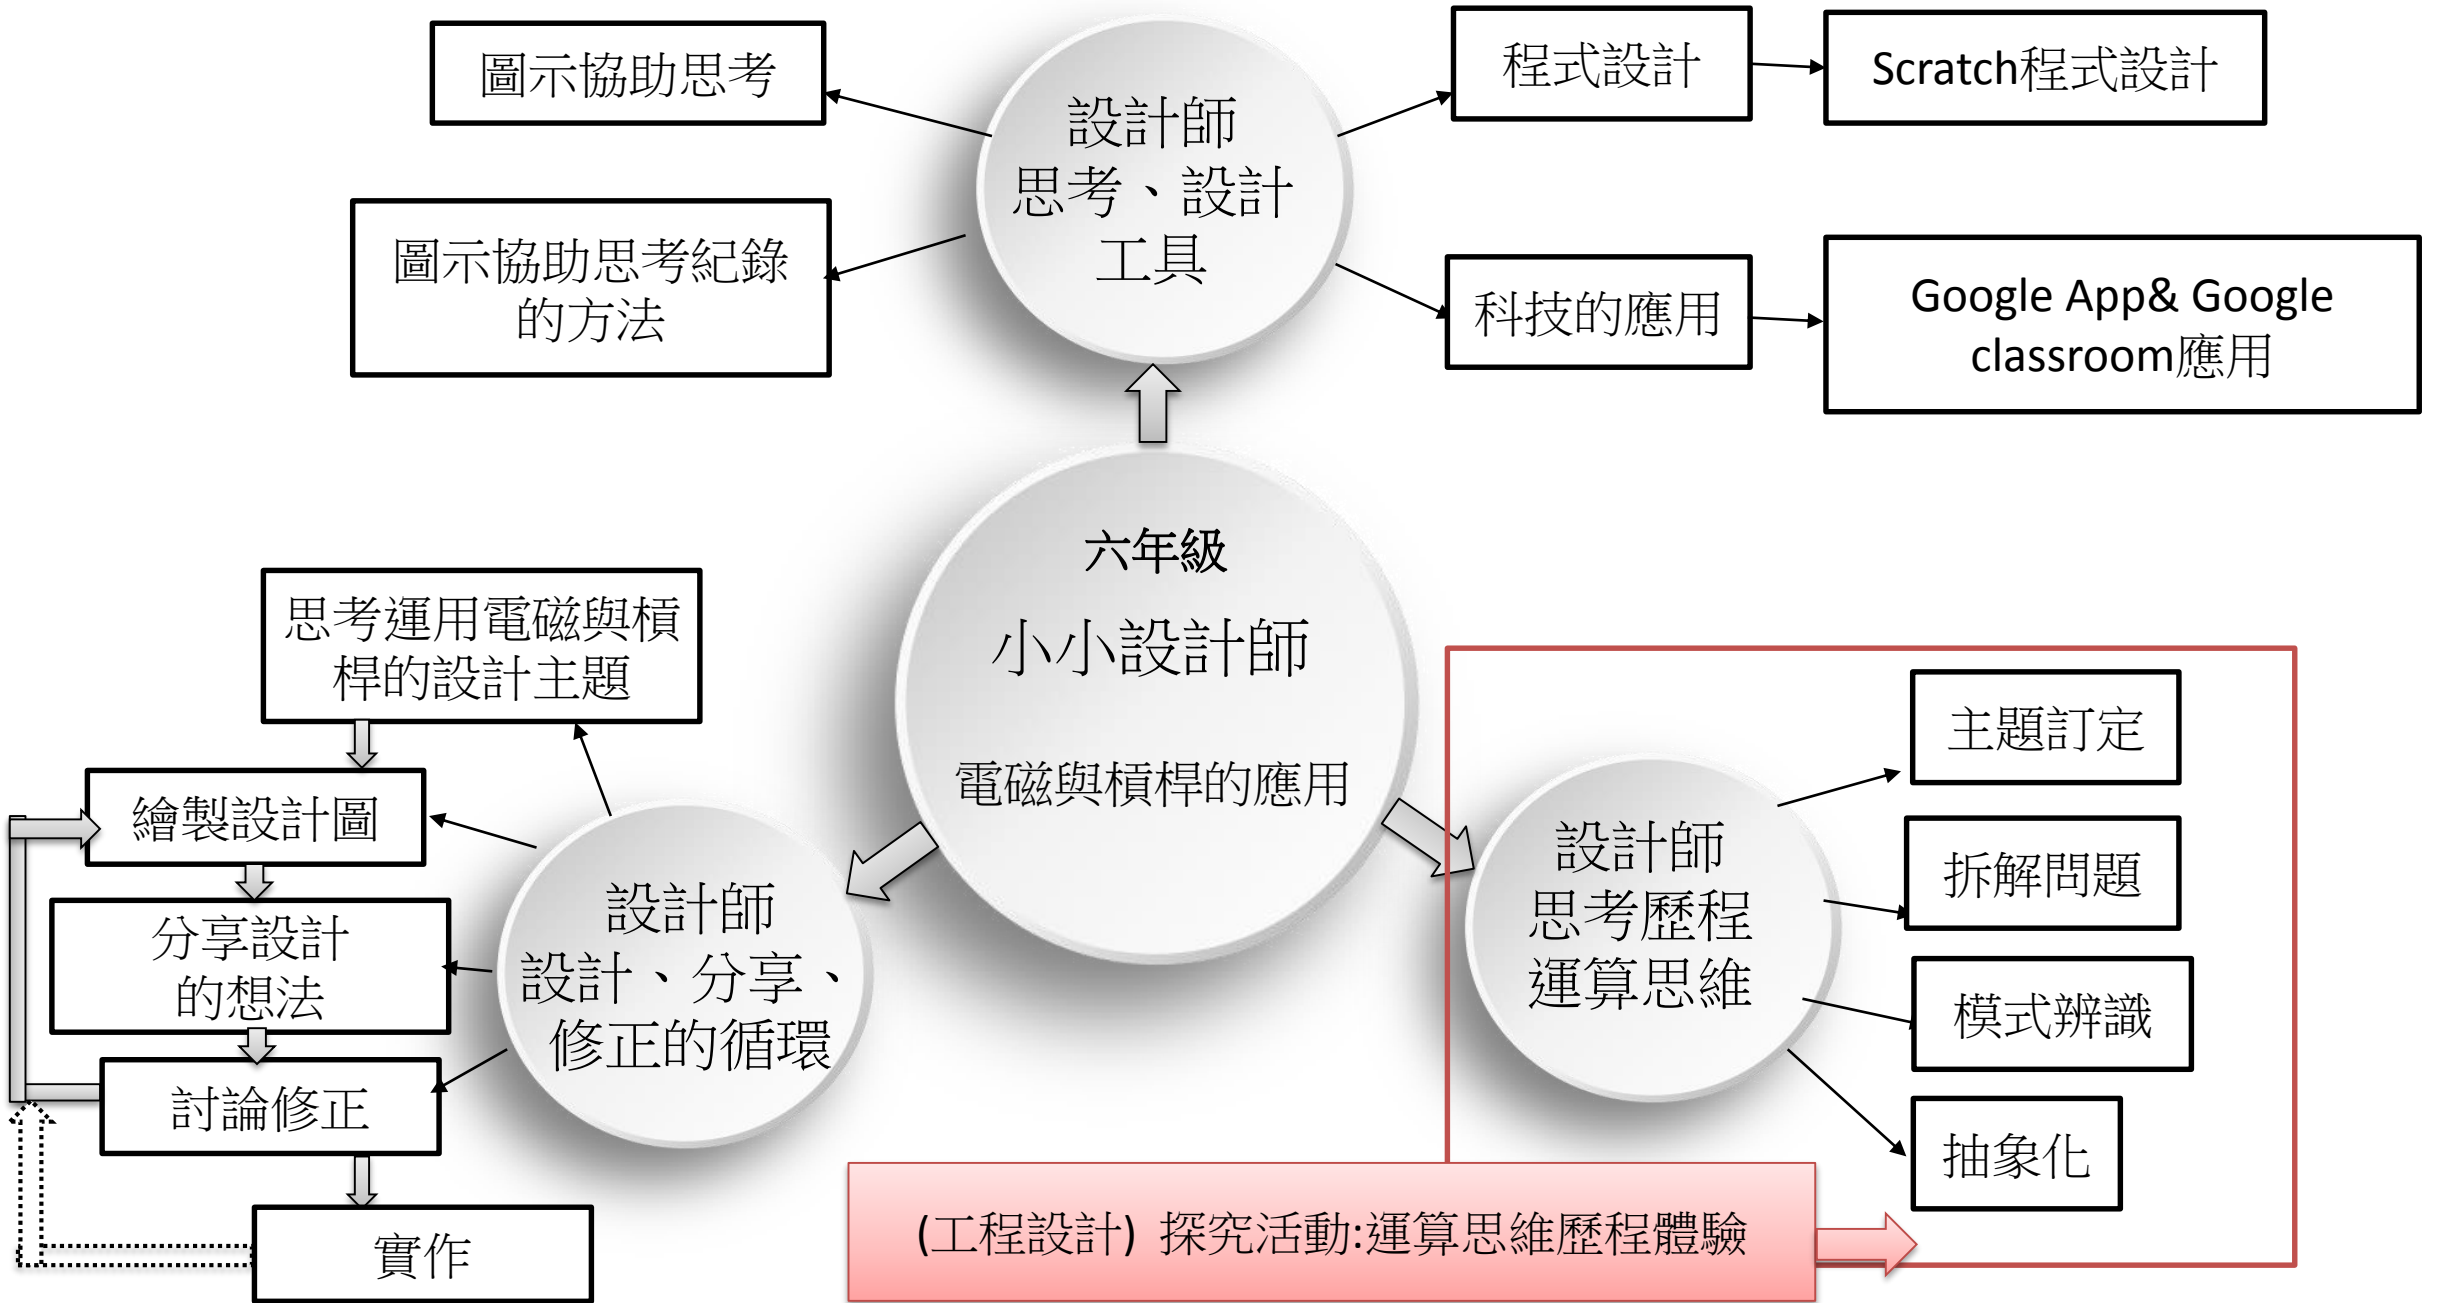 圖示協助思考
圖示協助思考紀錄
的方法
設計師
思考、設計
工具
程式設計
Scratch程式設計
科技的應用
Google App& Google
classroom應用
六年級
小小設計師
電磁與槓桿的應用
思考運用電磁與槓
桿的設計主題
繪製設計圖
分享設計
的想法
討論修正
實作
設計師
設計、分享、
修正的循環
設計師
思考歷程
運算思維
主題訂定
拆解問題
模式辨識
抽象化
(工程設計) 探究活動:運算思維歷程體驗